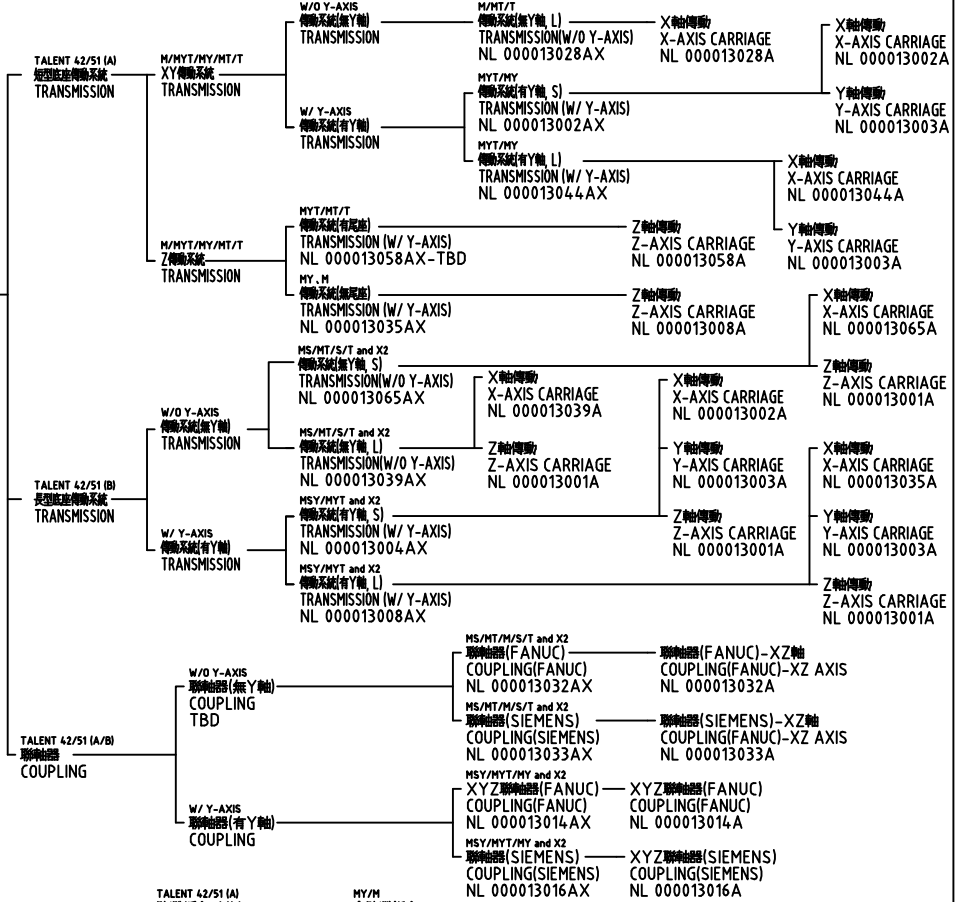 TALENT 42/51 (A)
短型底座傳動系統
TRANSMISSION
M/MYT/MY/MT/T
XY傳動系統
TRANSMISSION
W/O Y-AXIS
傳動系統(無Y軸)
TRANSMISSION
M/MT/T
傳動系統(無Y軸, L)
TRANSMISSION(W/O Y-AXIS)
NL 000013028AX
X軸傳動
X-AXIS CARRIAGE
NL 000013028A
W/ Y-AXIS
傳動系統(有Y軸)
TRANSMISSION
MYT/MY
傳動系統(有Y軸, S)
TRANSMISSION (W/ Y-AXIS)
NL 000013002AX
X軸傳動
X-AXIS CARRIAGE
NL 000013002A
Y軸傳動
Y-AXIS CARRIAGE
NL 000013003A
MYT/MY
傳動系統(有Y軸, L)
TRANSMISSION (W/ Y-AXIS)
NL 000013044AX
X軸傳動
X-AXIS CARRIAGE
NL 000013044A
Y軸傳動
Y-AXIS CARRIAGE
NL 000013003A
M/MYT/MY/MT/T
Z傳動系統
TRANSMISSION
MYT/MT/T
傳動系統(有尾座)
TRANSMISSION (W/ Y-AXIS)
NL 000013058AX-TBD
Z軸傳動
Z-AXIS CARRIAGE
NL 000013058A
MY、M
傳動系統(無尾座)
TRANSMISSION (W/ Y-AXIS)
NL 000013035AX
Z軸傳動
Z-AXIS CARRIAGE
NL 000013008A
TALENT 42/51 (B)
長型底座傳動系統
TRANSMISSION
W/O Y-AXIS
傳動系統(無Y軸)
TRANSMISSION
MS/MT/S/T and X2
傳動系統(無Y軸, S)
TRANSMISSION(W/O Y-AXIS)
NL 000013065AX
X軸傳動
X-AXIS CARRIAGE
NL 000013065A
Z軸傳動
Z-AXIS CARRIAGE
NL 000013001A
MS/MT/S/T and X2
傳動系統(無Y軸, L)
TRANSMISSION(W/O Y-AXIS)
NL 000013039AX
X軸傳動
X-AXIS CARRIAGE
NL 000013039A
Z軸傳動
Z-AXIS CARRIAGE
NL 000013001A
W/ Y-AXIS
傳動系統(有Y軸)
TRANSMISSION
MSY/MYT and X2
傳動系統(有Y軸, S)
TRANSMISSION (W/ Y-AXIS)
NL 000013004AX
X軸傳動
X-AXIS CARRIAGE
NL 000013002A
Y軸傳動
Y-AXIS CARRIAGE
NL 000013003A
Z軸傳動
Z-AXIS CARRIAGE
NL 000013001A
MSY/MYT and X2
傳動系統(有Y軸, L)
TRANSMISSION (W/ Y-AXIS)
NL 000013008AX
X軸傳動
X-AXIS CARRIAGE
NL 000013035A
Y軸傳動
Y-AXIS CARRIAGE
NL 000013003A
Z軸傳動
Z-AXIS CARRIAGE
NL 000013001A
TALENT 42/51 (A/B)
聯軸器
COUPLING
W/O Y-AXIS
聯軸器(無Y軸)
COUPLING
TBD
MS/MT/M/S/T and X2
聯軸器(FANUC)
COUPLING(FANUC)
NL 000013032AX
聯軸器(FANUC)-XZ軸
COUPLING(FANUC)-XZ AXIS
NL 000013032A
MS/MT/M/S/T and X2
聯軸器(SIEMENS)
COUPLING(SIEMENS)
NL 000013033AX
聯軸器(SIEMENS)-XZ軸
COUPLING(FANUC)-XZ AXIS
NL 000013033A
W/ Y-AXIS
聯軸器(有Y軸)
COUPLING
MSY/MYT/MY and X2
XYZ聯軸器(FANUC)
COUPLING(FANUC)
NL 000013014AX
XYZ聯軸器(FANUC)
COUPLING(FANUC)
NL 000013014A
MSY/MYT/MY and X2
聯軸器(SIEMENS)
COUPLING(SIEMENS)
NL 000013016AX
XYZ聯軸器(SIEMENS)
COUPLING(SIEMENS)
NL 000013016A
TALENT 42/51 (A)
MY/M